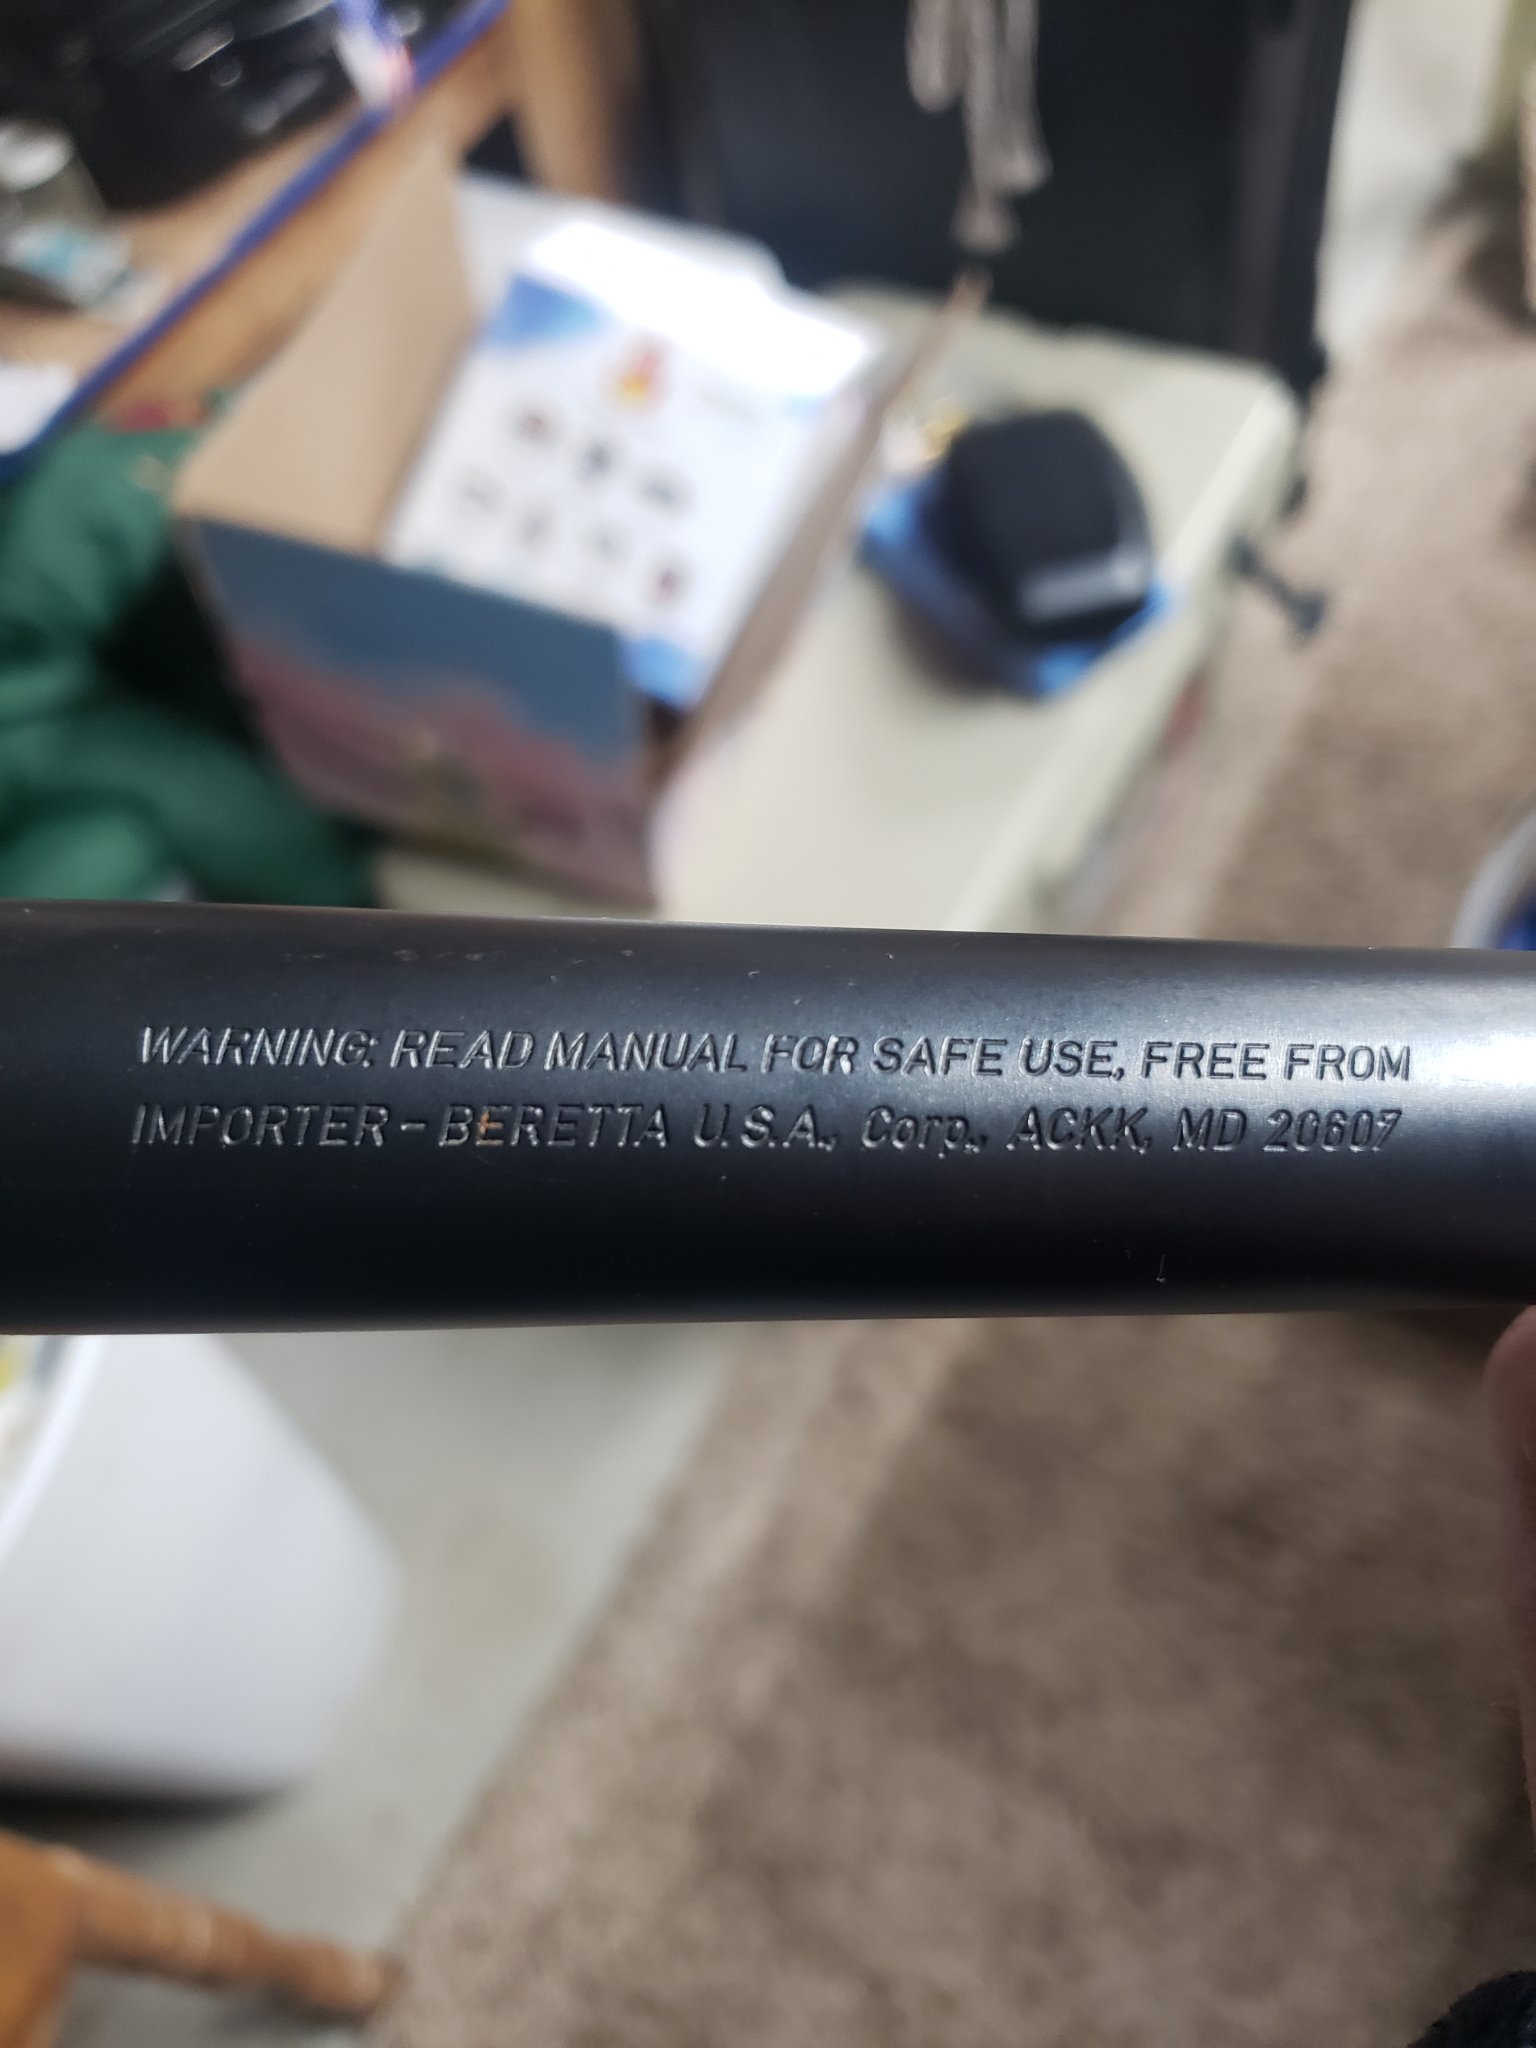 WARNING: READ MANUAL FOR SAFE USE, FREE FROM
IMPORTER-BERETTA U.S.A., Corp., ACKK, MD 20607